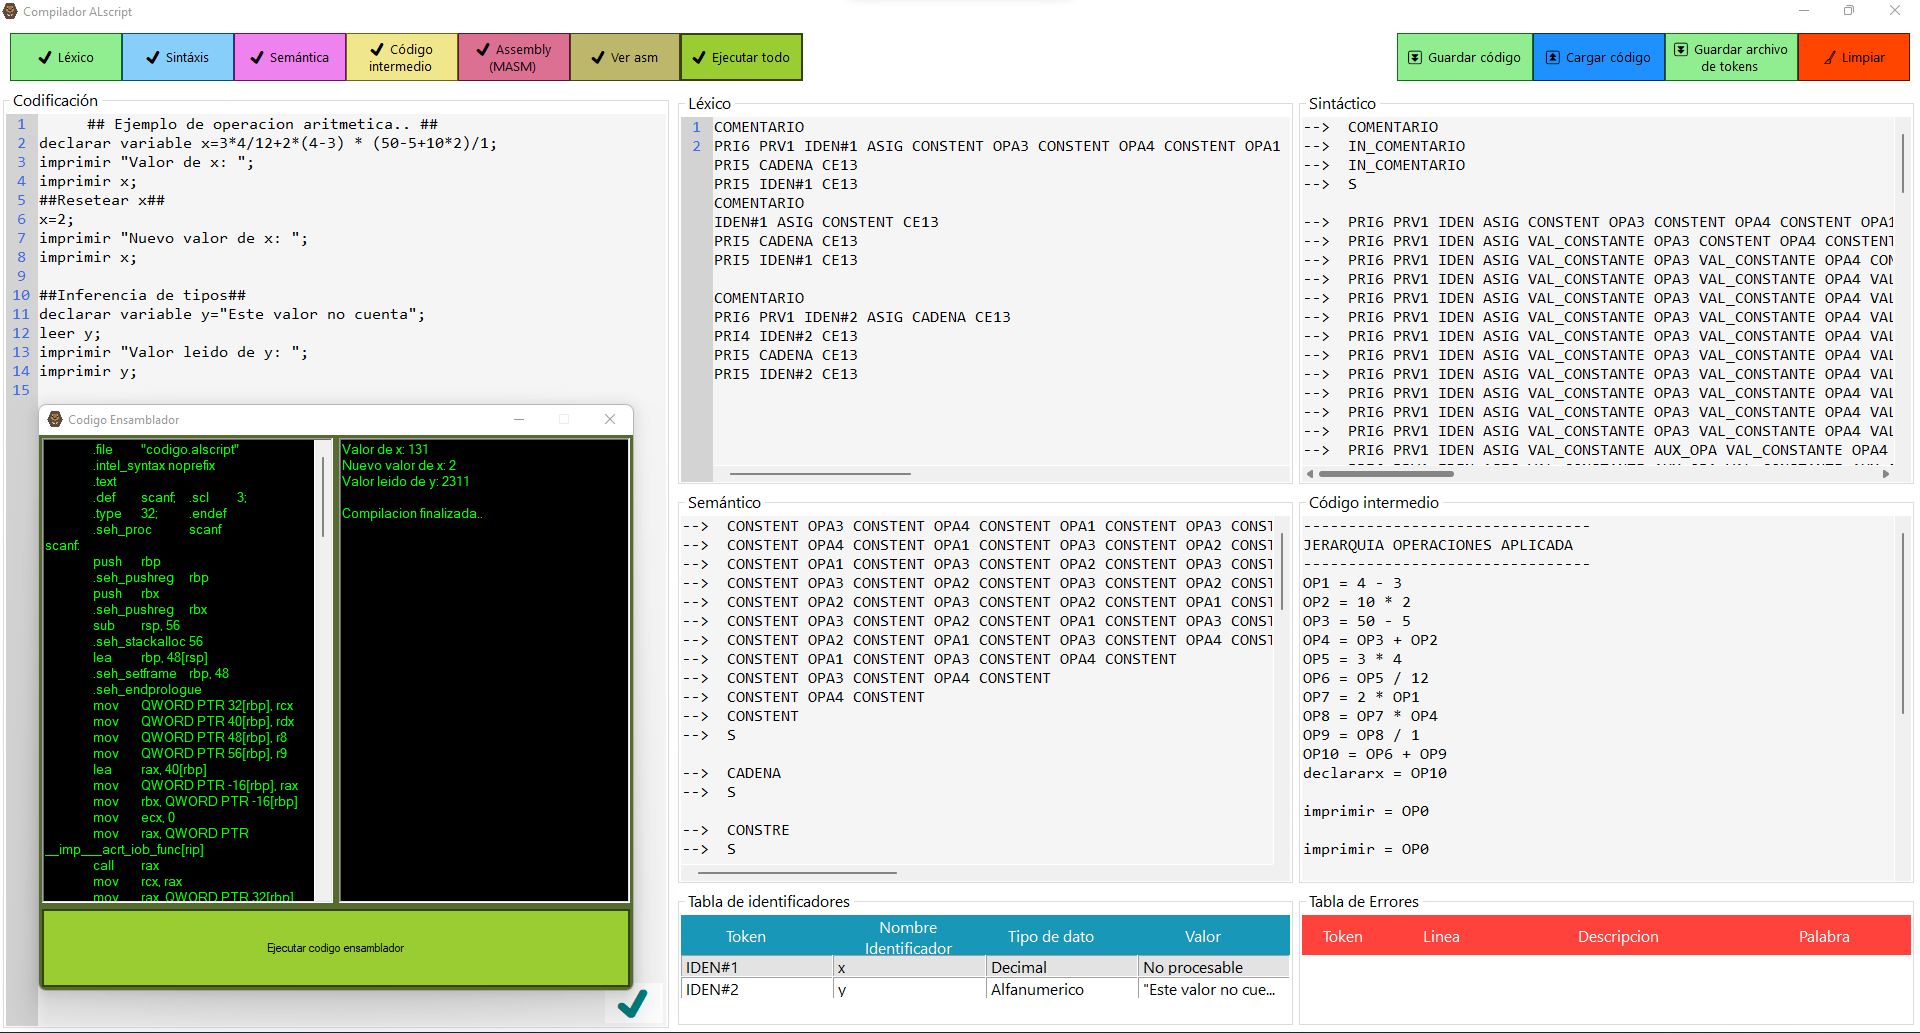 Compilador ALscript
Léxico
Sintáxis
Semántica
Código
intermedio
Assembly
(MASM)
Ver asm
Ejecutar todo
Guardar código
Cargar código
Guardar archivo
de tokens
Limpiar
Codificación
1 ## Ejemplo de operacion aritmetica.. ##
2 declarar variable x=3*4/12+2*(4-3) * (50-5+10*2)/1;
3 imprimir "Valor de x: ";
4 imprimir x;
5 ##Resetear x##
6 x=2;
7 imprimir "Nuevo valor de x: ";
8 imprimir x;
9
10 ##Inferencia de tipos##
11 declarar variable y="Este valor no cuenta";
12 leer y;
13 imprimir "Valor leido de y: ";
14 imprimir y;
15
Codigo Ensamblador
.file "codigo.alscript"
.intel_syntax noprefix
.text
.def scanf; .scl 3;
.type 32; .endef
.seh_proc scanf
scanf:
push rbp
.seh_pushreg rbp
push rbx
.seh_pushreg rbx
sub rsp, 56
.seh_stackalloc 56
lea rbp, 48[rsp]
.seh_setframe rbp, 48
.seh_endprologue
mov QWORD PTR 32[rbp], rcx
mov QWORD PTR 40[rbp], rdx
mov QWORD PTR 48[rbp], r8
mov QWORD PTR 56[rbp], r9
lea rax, 40[rbp]
mov QWORD PTR -16[rbp], rax
mov rbx, QWORD PTR -16[rbp]
mov ecx, 0
mov rax, QWORD PTR
__imp___acrt_iob_func[rip]
call rax
mov rcx, rax
mov rax, QWORD PTR 32[rbp]
Valor de x: 131
Nuevo valor de x: 2
Valor leido de y: 2311
Compilacion finalizada..
Ejecutar codigo ensamblador
Léxico
1 COMENTARIO
2 PRI6 PRV1 IDEN#1 ASIG CONSTENT OPA3 CONSTENT OPA4 CONSTENT OPA1
PRI5 CADENA CE13
PRI5 IDEN#1 CE13
COMENTARIO
IDEN#1 ASIG CONSTENT CE13
PRI5 CADENA CE13
PRI5 IDEN#1 CE13
COMENTARIO
PRI6 PRV1 IDEN#2 ASIG CADENA CE13
PRI4 IDEN#2 CE13
PRI5 CADENA CE13
PRI5 IDEN#2 CE13
Sintáctico
--> COMENTARIO
--> IN_COMENTARIO
--> IN_COMENTARIO
--> S
--> PRI6 PRV1 IDEN ASIG CONSTENT OPA3 CONSTENT OPA4 CONSTENT OPA1
--> PRI6 PRV1 IDEN ASIG VAL_CONSTANTE OPA3 CONSTENT OPA4 CONSTENT
--> PRI6 PRV1 IDEN ASIG VAL_CONSTANTE OPA3 VAL_CONSTANTE OPA4 CON
--> PRI6 PRV1 IDEN ASIG VAL_CONSTANTE OPA3 VAL_CONSTANTE OPA4 VAL
--> PRI6 PRV1 IDEN ASIG VAL_CONSTANTE OPA3 VAL_CONSTANTE OPA4 VAL
--> PRI6 PRV1 IDEN ASIG VAL_CONSTANTE OPA3 VAL_CONSTANTE OPA4 VAL
--> PRI6 PRV1 IDEN ASIG VAL_CONSTANTE OPA3 VAL_CONSTANTE OPA4 VAL
--> PRI6 PRV1 IDEN ASIG VAL_CONSTANTE OPA3 VAL_CONSTANTE OPA4 VAL
--> PRI6 PRV1 IDEN ASIG VAL_CONSTANTE OPA3 VAL_CONSTANTE OPA4 VAL
--> PRI6 PRV1 IDEN ASIG VAL_CONSTANTE OPA3 VAL_CONSTANTE OPA4 VAL
--> PRI6 PRV1 IDEN ASIG VAL_CONSTANTE OPA3 VAL_CONSTANTE OPA4 VAL
--> PRI6 PRV1 IDEN ASIG VAL_CONSTANTE OPA3 VAL_CONSTANTE OPA4 VAL
--> PRI6 PRV1 IDEN ASIG VAL_CONSTANTE AUX_OPA VAL_CONSTANTE OPA4
Semántico
--> CONSTENT OPA3 CONSTENT OPA4 CONSTENT OPA1 CONSTENT OPA3 CONST
--> CONSTENT OPA4 CONSTENT OPA1 CONSTENT OPA3 CONSTENT OPA2 CONST
--> CONSTENT OPA1 CONSTENT OPA3 CONSTENT OPA2 CONSTENT OPA3 CONST
--> CONSTENT OPA3 CONSTENT OPA2 CONSTENT OPA3 CONSTENT OPA2 CONST
--> CONSTENT OPA2 CONSTENT OPA3 CONSTENT OPA2 CONSTENT OPA1 CONST
--> CONSTENT OPA3 CONSTENT OPA2 CONSTENT OPA1 CONSTENT OPA3 CONST
--> CONSTENT OPA2 CONSTENT OPA1 CONSTENT OPA3 CONSTENT OPA4 CONST
--> CONSTENT OPA1 CONSTENT OPA3 CONSTENT OPA4 CONSTENT
--> CONSTENT OPA3 CONSTENT OPA4 CONSTENT
--> CONSTENT OPA4 CONSTENT
--> CONSTENT
--> S
--> CADENA
--> S
--> CONSTRE
--> S
Código intermedio
--------------------------------
JERARQUIA OPERACIONES APLICADA
--------------------------------
OP1 = 4 - 3
OP2 = 10 * 2
OP3 = 50 - 5
OP4 = OP3 + OP2
OP5 = 3 * 4
OP6 = OP5 / 12
OP7 = 2 * OP1
OP8 = OP7 * OP4
OP9 = OP8 / 1
OP10 = OP6 + OP9
declararx = OP10
imprimir = OP0
imprimir = OP0
Tabla de identificadores
Token Nombre Identificador Tipo de dato Valor
IDEN#1 x Decimal No procesable
IDEN#2 y Alfanumerico "Este valor no cue...
Tabla de Errores
Token Linea Descripcion Palabra